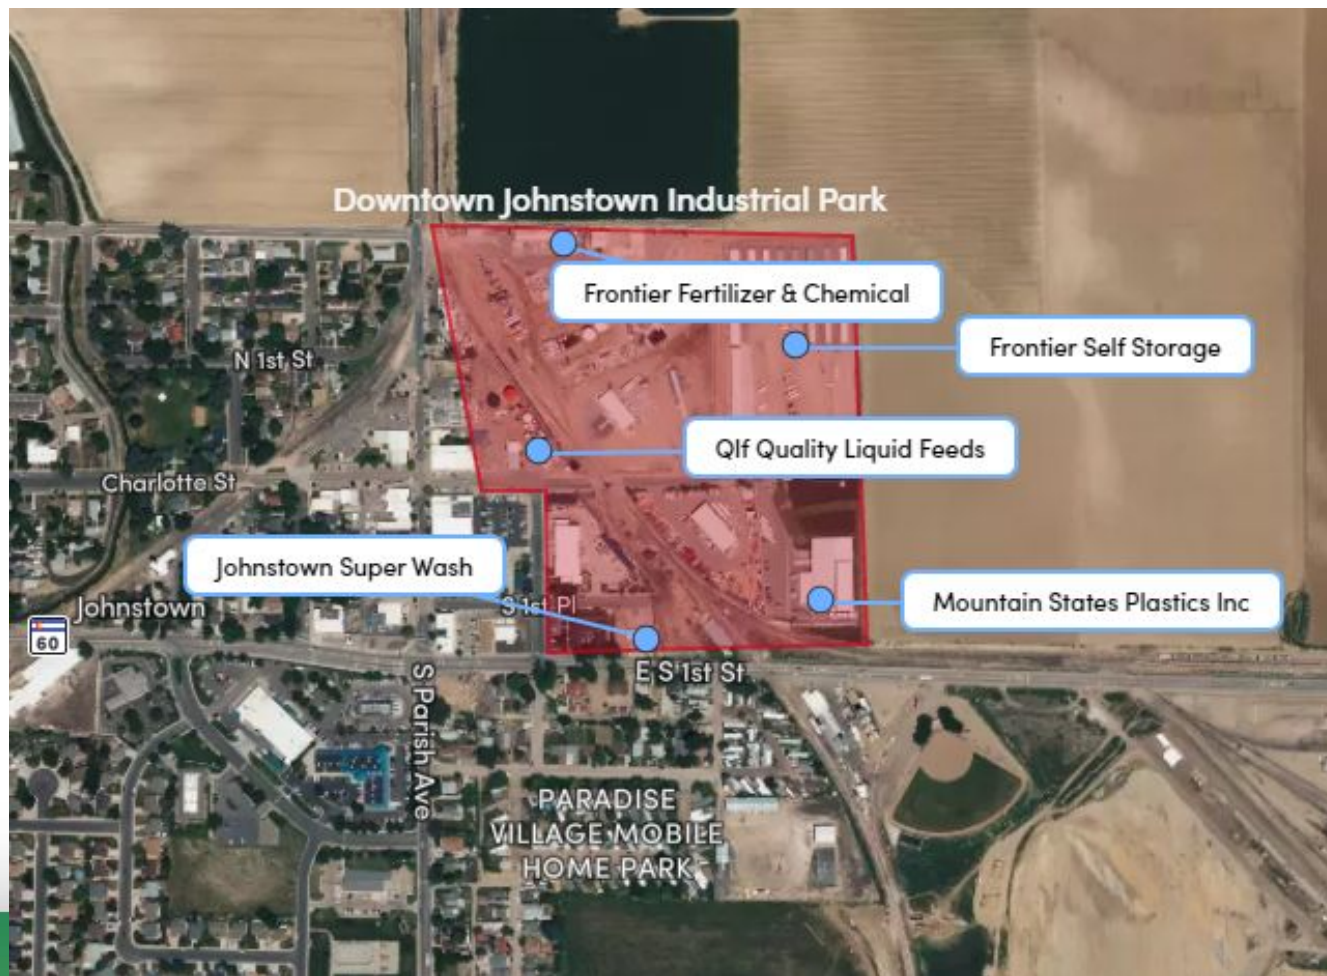 Downtown Johnstown Industrial Park
Frontier Fertilizer & Chemical
Frontier Self Storage
N 1st St
Qlf Quality Liquid Feeds
Charlotte St
Johnstown Super Wash
Johnstown
S 1st Pl
Mountain States Plastics Inc
60
E S 1st St
S Parish Ave
PARADISE
VILLAGE MOBILE
HOME PARK